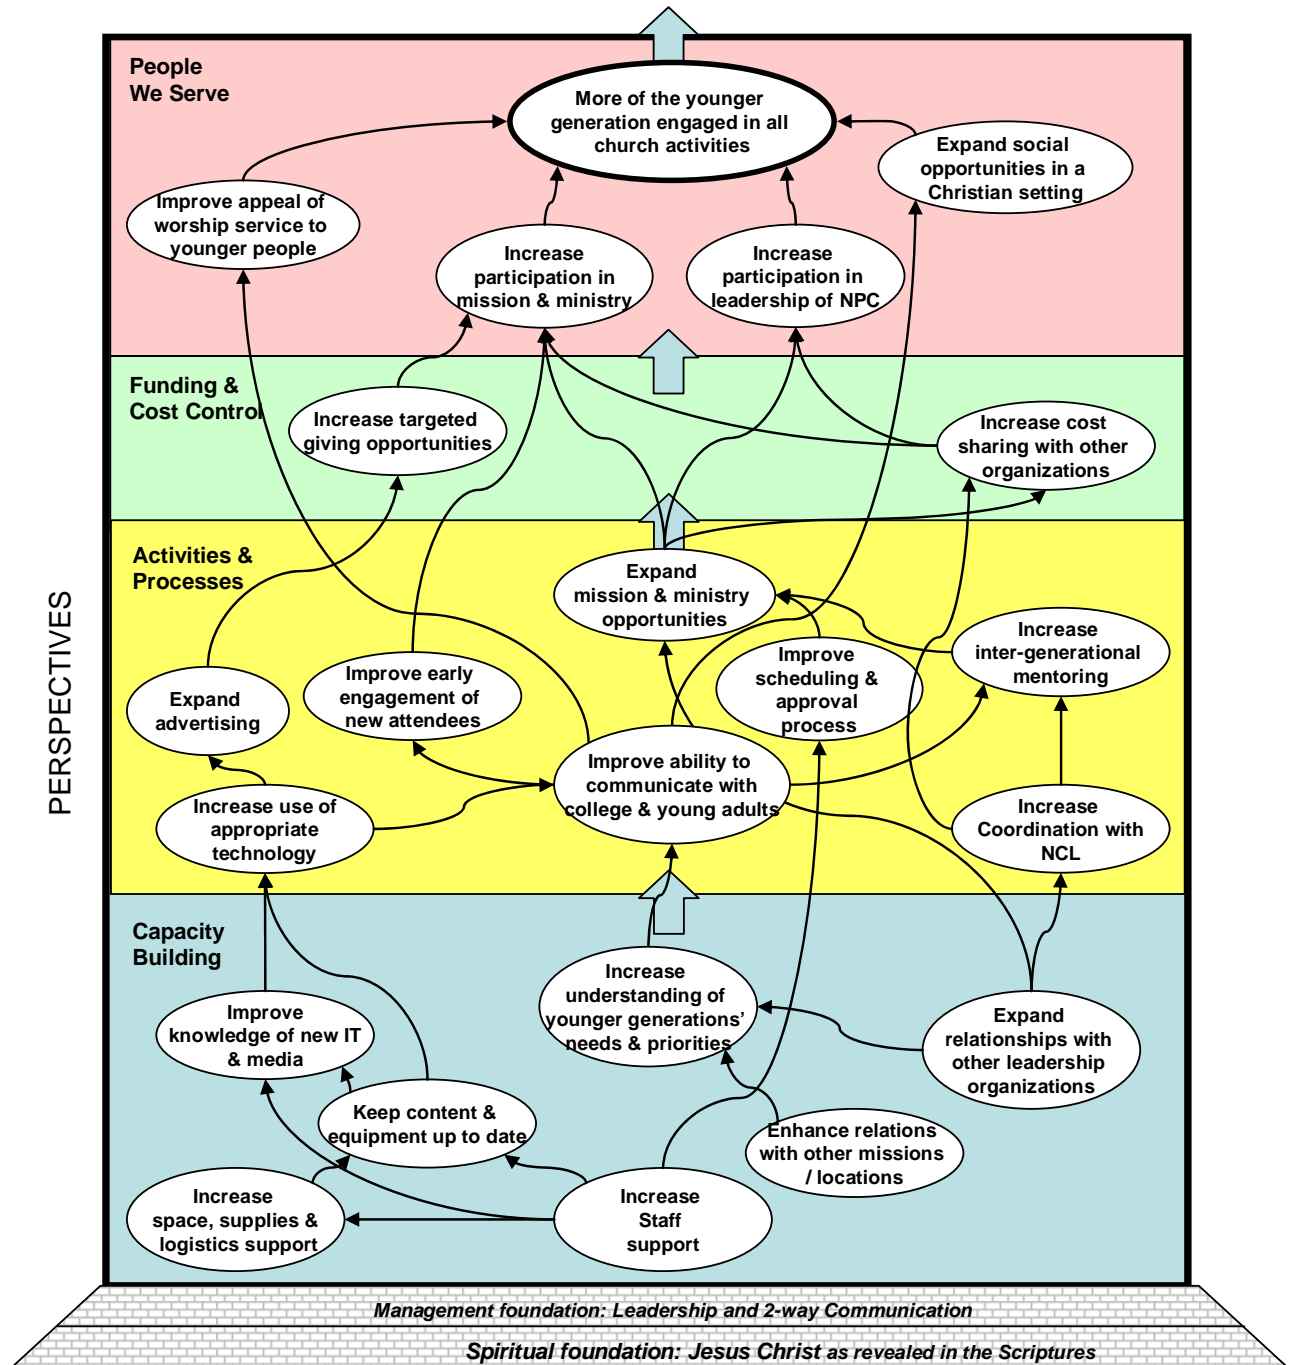 People
We Serve
More of the younger
generation engaged in all
church activities
Expand social
opportunities in a
Christian setting
Improve appeal of
worship service to
younger people
Increase
participation in
mission & ministry
Increase
participation in
leadership of NPC
Funding &
Cost Control
Increase targeted
giving opportunities
Increase cost
sharing with other
organizations
Activities &
Processes
Expand
mission & ministry
opportunities
Increase
inter-generational
mentoring
Improve
scheduling &
approval
process
Improve early
engagement of
new attendees
Expand
advertising
Improve ability to
communicate with
college & young adults
Increase use of
appropriate
technology
Increase
Coordination with
NCL
PERSPECTIVES
Capacity
Building
Increase
understanding of
younger generations’
needs & priorities
Improve
knowledge of new IT
& media
Expand
relationships with
other leadership
organizations
Keep content &
equipment up to date
Enhance relations
with other missions
/ locations
Increase
space, supplies &
logistics support
Increase
Staff
support
Management foundation: Leadership and 2-way Communication
Spiritual foundation: Jesus Christ as revealed in the Scriptures